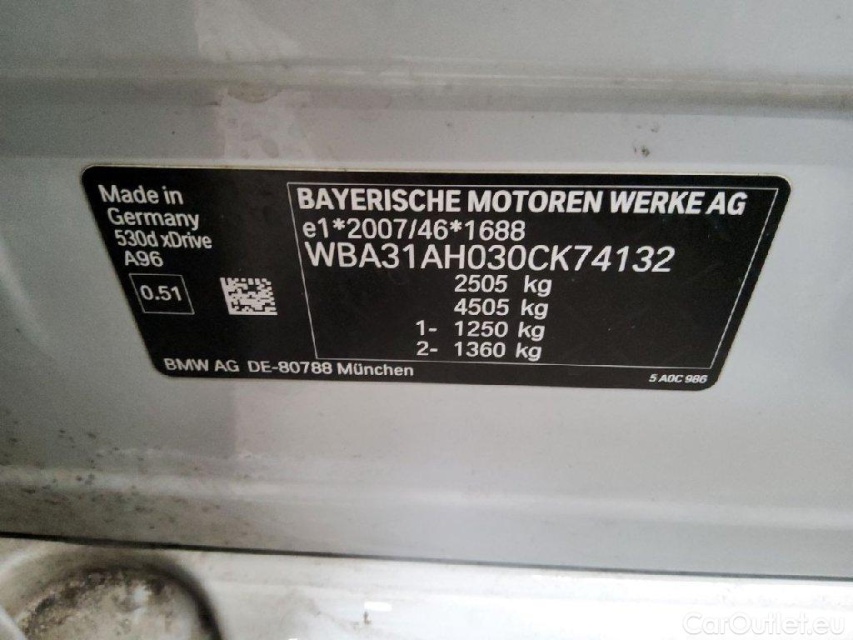 Made in
Germany
530d xDrive
A96
0.51
BAYERISCHE MOTOREN WERKE AG
e1*2007/46*1688
WBA31AH030CK74132
2505 kg
4505 kg
1- 1250 kg
2- 1360 kg
BMW AG DE-80788 München
5 A0C 986
CarOutlet.eu